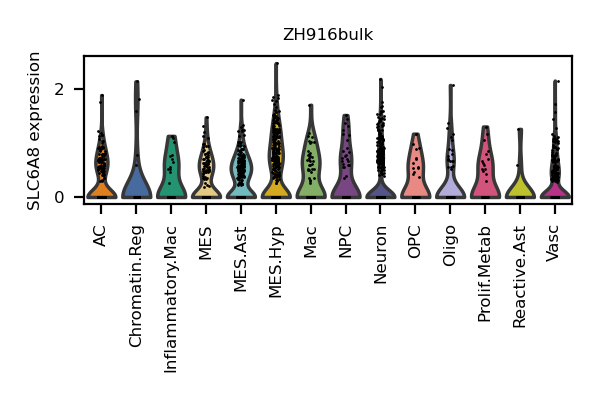 ZH916bulk
SLC6A8 expression
2
0
AC
Chromatin.Reg
Inflammatory.Mac
MES
MES.Ast
MES.Hyp
Mac
NPC
Neuron
OPC
Oligo
Prolif.Metab
Reactive.Ast
Vasc